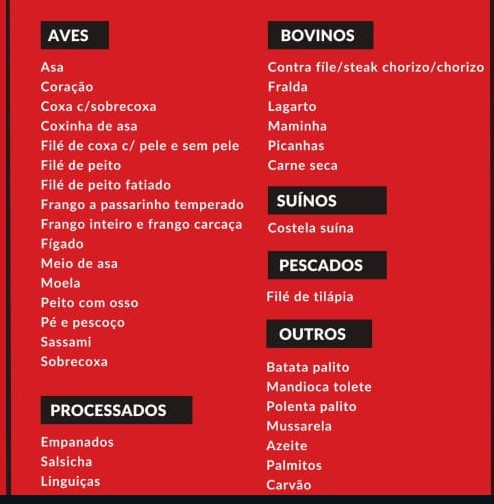 AVES
Asa
Coração
Coxa c/sobrecoxa
Coxinha de asa
Filé de coxa c/ pele e sem pele
Filé de peito
Filé de peito fatiado
Frango a passarinho temperado
Frango inteiro e frango carcaça
Fígado
Meio de asa
Moela
Peito com osso
Pé e pescoço
Sassami
Sobrecoxa
PROCESSADOS
Empanados
Salsicha
Linguiças
BOVINOS
Contra fíle/steak chorizo/chorizo
Fralda
Lagarto
Maminha
Picanhas
Carne seca
SUÍNOS
Costela suína
PESCADOS
Filé de tilápia
OUTROS
Batata palito
Mandioca tolete
Polenta palito
Mussarela
Azeite
Palmitos
Carvão